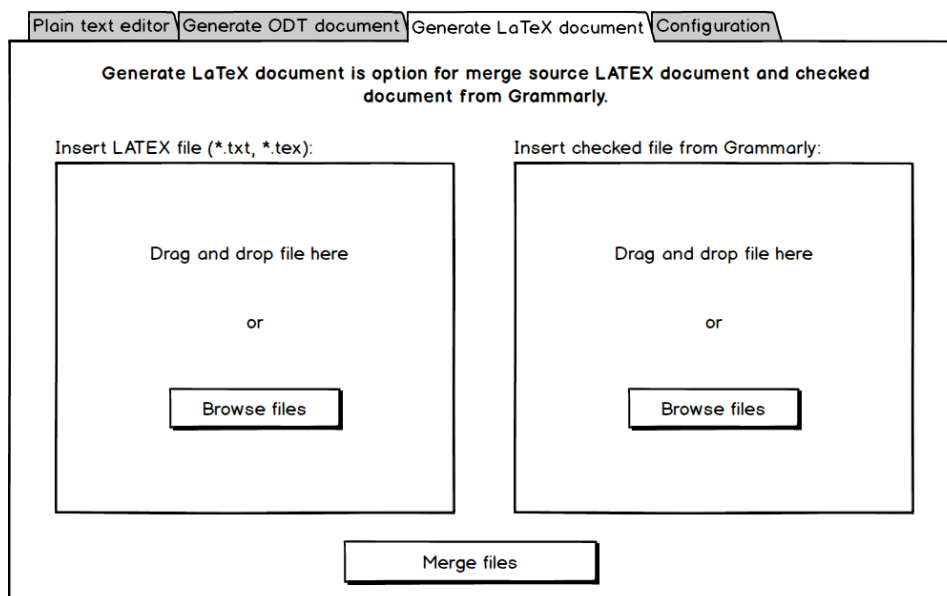 Plain text editor
Generate ODT document
Generate LaTeX document
Configuration
Generate LaTeX document is option for merge source LATEX document and checked
document from Grammarly.
Insert LATEX file (*.txt, *.tex):
Insert checked file from Grammarly:
Drag and drop file here
Drag and drop file here
or
or
Browse files
Browse files
Merge files